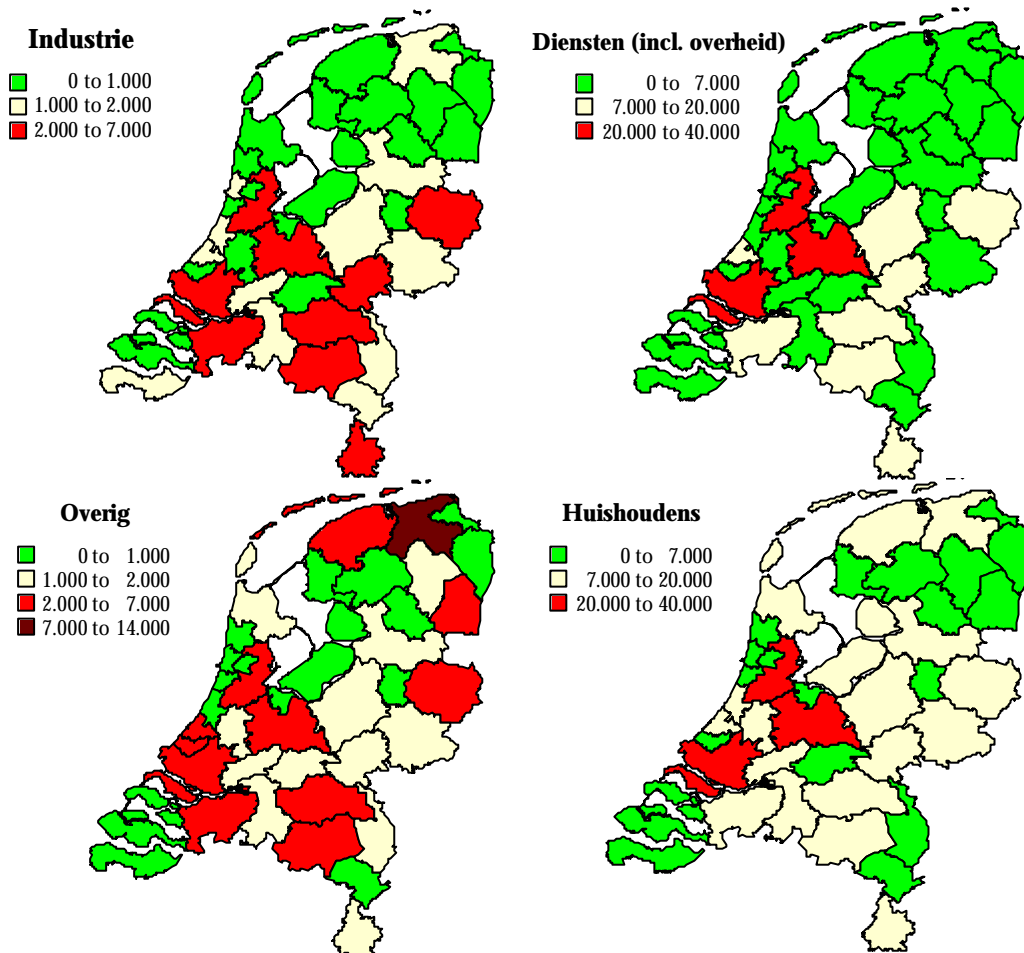 Industrie
0 to 1.000
1.000 to 2.000
2.000 to 7.000
Diensten (incl. overheid)
0 to 7.000
7.000 to 20.000
20.000 to 40.000
Overig
0 to 1.000
1.000 to 2.000
2.000 to 7.000
7.000 to 14.000
Huishoudens
0 to 7.000
7.000 to 20.000
20.000 to 40.000